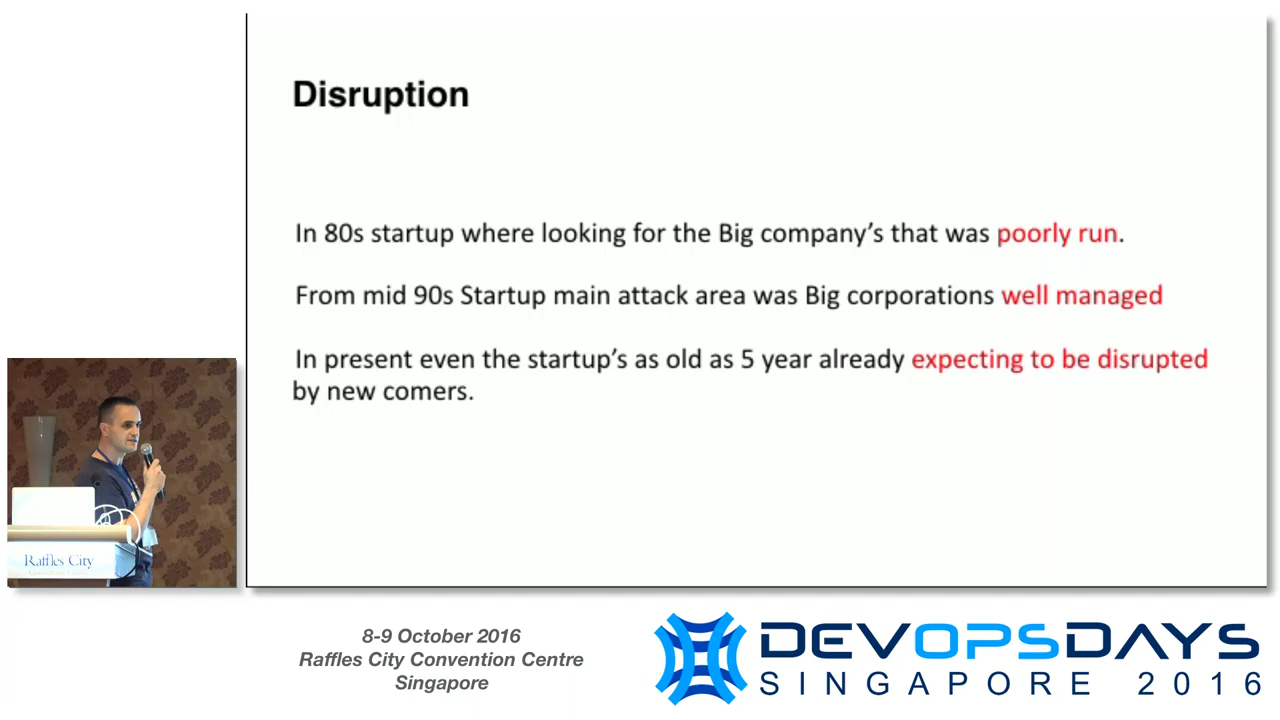 Disruption
In 80s startup where looking for the Big company's that was poorly run.
From mid 90s Startup main attack area was Big corporations well managed
In present even the startup's as old as 5 year already expecting to be disrupted
by new comers.
Raffles City
8-9 October 2016
Raffles City Convention Centre
Singapore
DEVOPSDAYS
SINGAPORE 2016